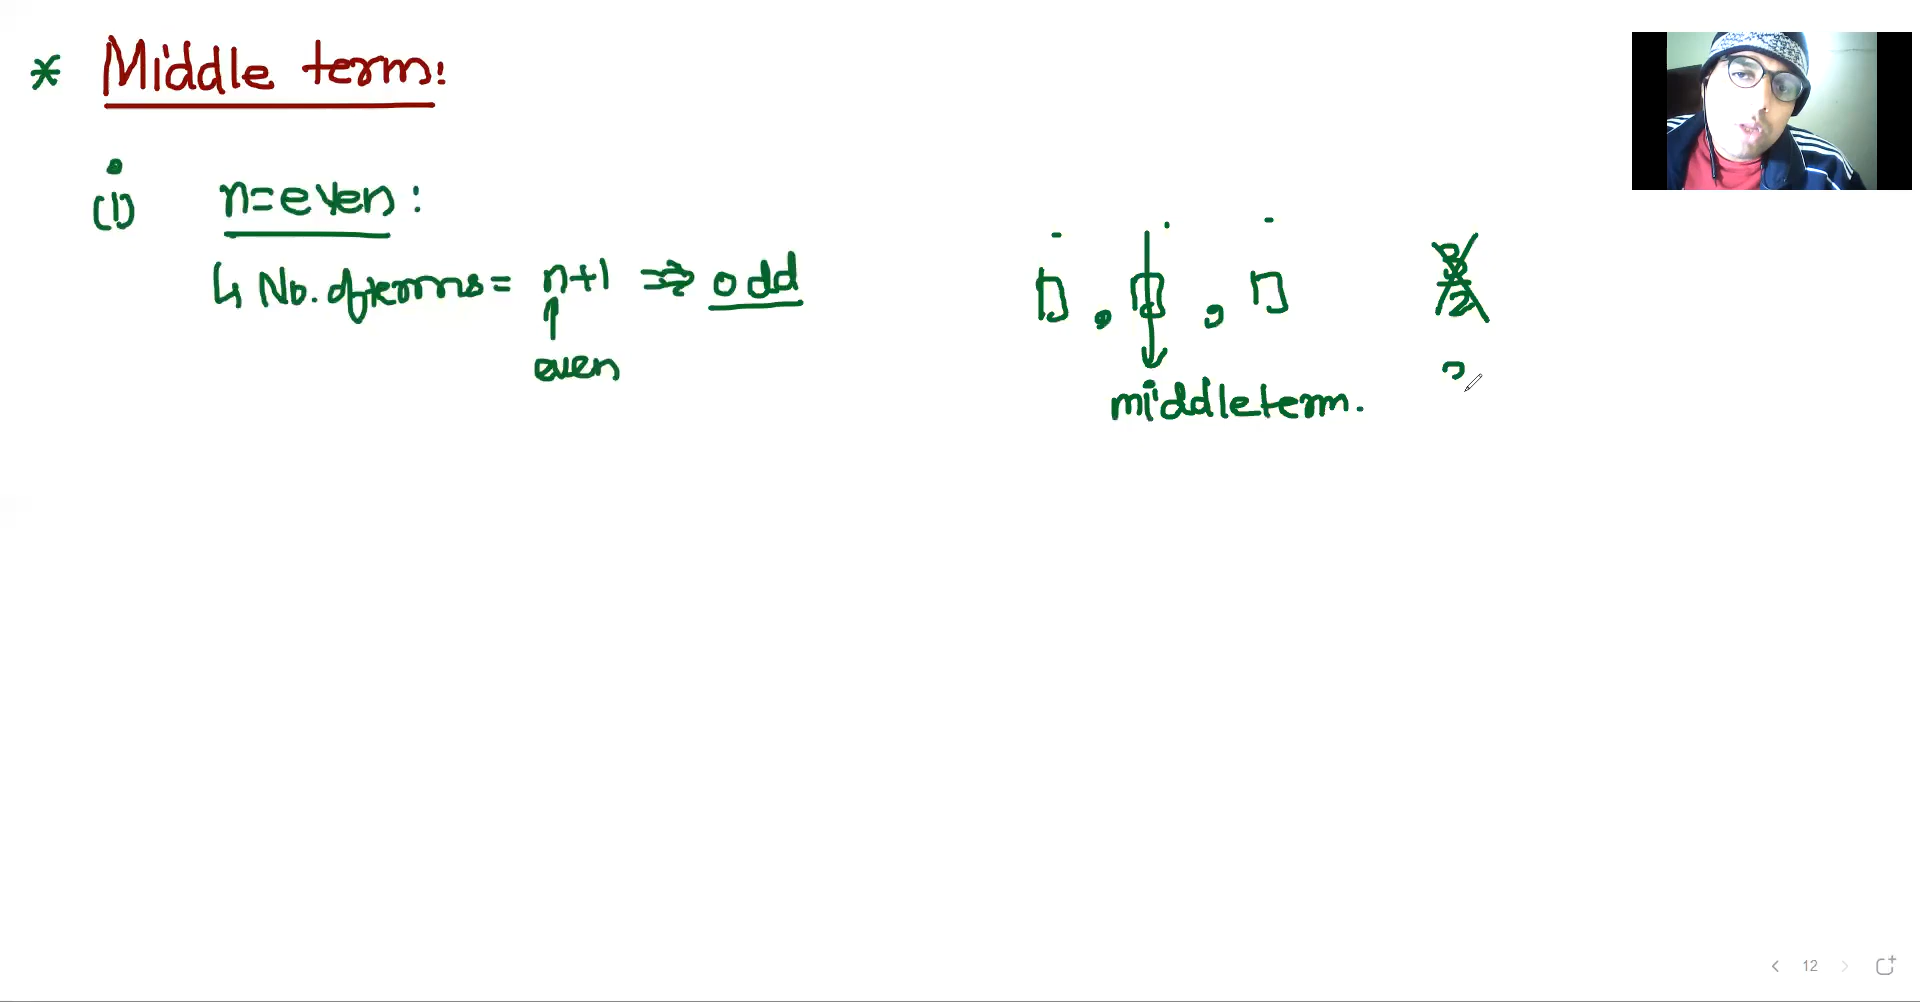 * Middle term:
(i) n=even:
↳ No. of terms = n+1 ⇒ odd
even
▯, ▯, ▯
middle term.
12